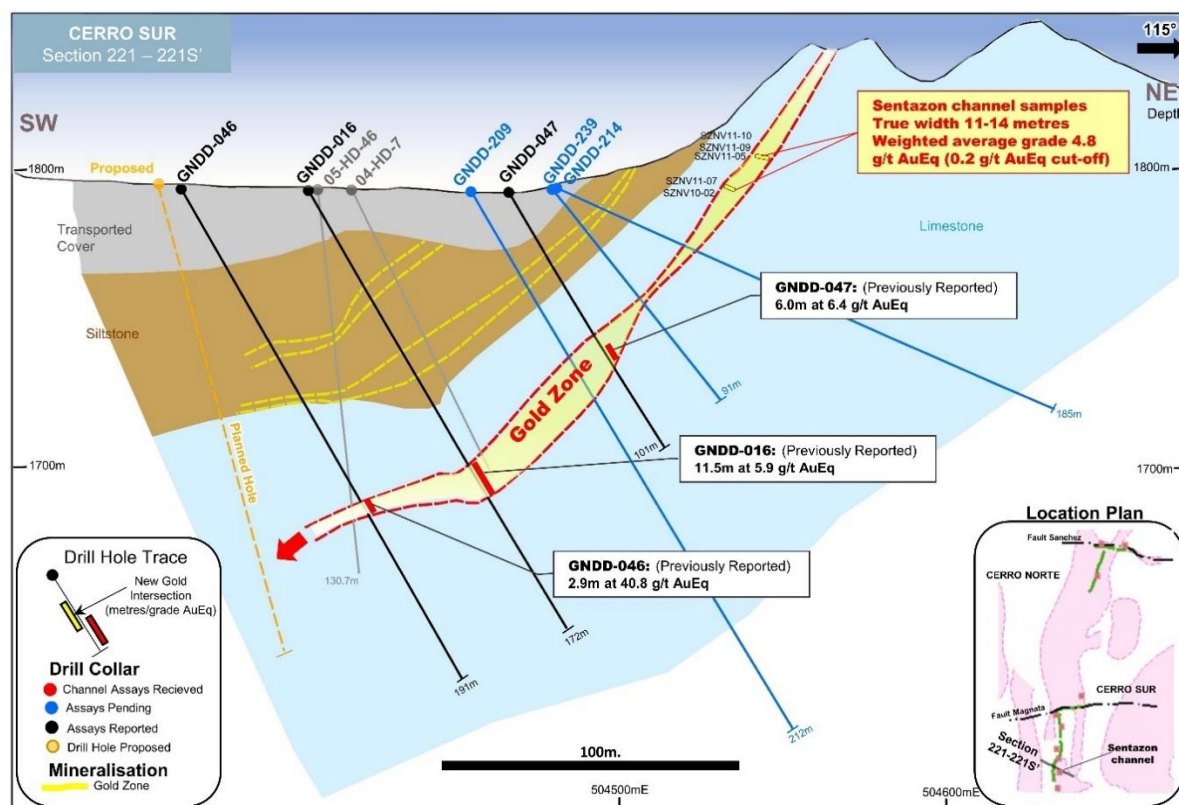 CERRO SUR
Section 221 – 221S'
115°
SW
NE
Depth
Proposed
GNDD-046
GNDD-016
05-HD-46
04-HD-7
GNDD-209
GNDD-047
GNDD-239
GNDD-214
Sentazon channel samples
True width 11-14 metres
Weighted average grade 4.8
g/t AuEq (0.2 g/t AuEq cut-off)
SZNV11-10
SZNV11-09
SZNV11-05
SZNV11-07
SZNV10-02
1800m
1800m
Transported
Cover
Limestone
Siltstone
GNDD-047: (Previously Reported)
6.0m at 6.4 g/t AuEq
Gold Zone
91m
185m
Planned Hole
101m
GNDD-016: (Previously Reported)
11.5m at 5.9 g/t AuEq
1700m
1700m
GNDD-046: (Previously Reported)
2.9m at 40.8 g/t AuEq
130.7m
172m
191m
212m
100m.
504500mE
504600mE
Drill Hole Trace
New Gold
Intersection
(metres/grade AuEq)
Drill Collar
Channel Assays Recieved
Assays Pending
Assays Reported
Drill Hole Proposed
Mineralisation
Gold Zone
Location Plan
Fault Sanchez
CERRO NORTE
CERRO SUR
Fault Magnata
Section
221-221S'
Sentazon
channel